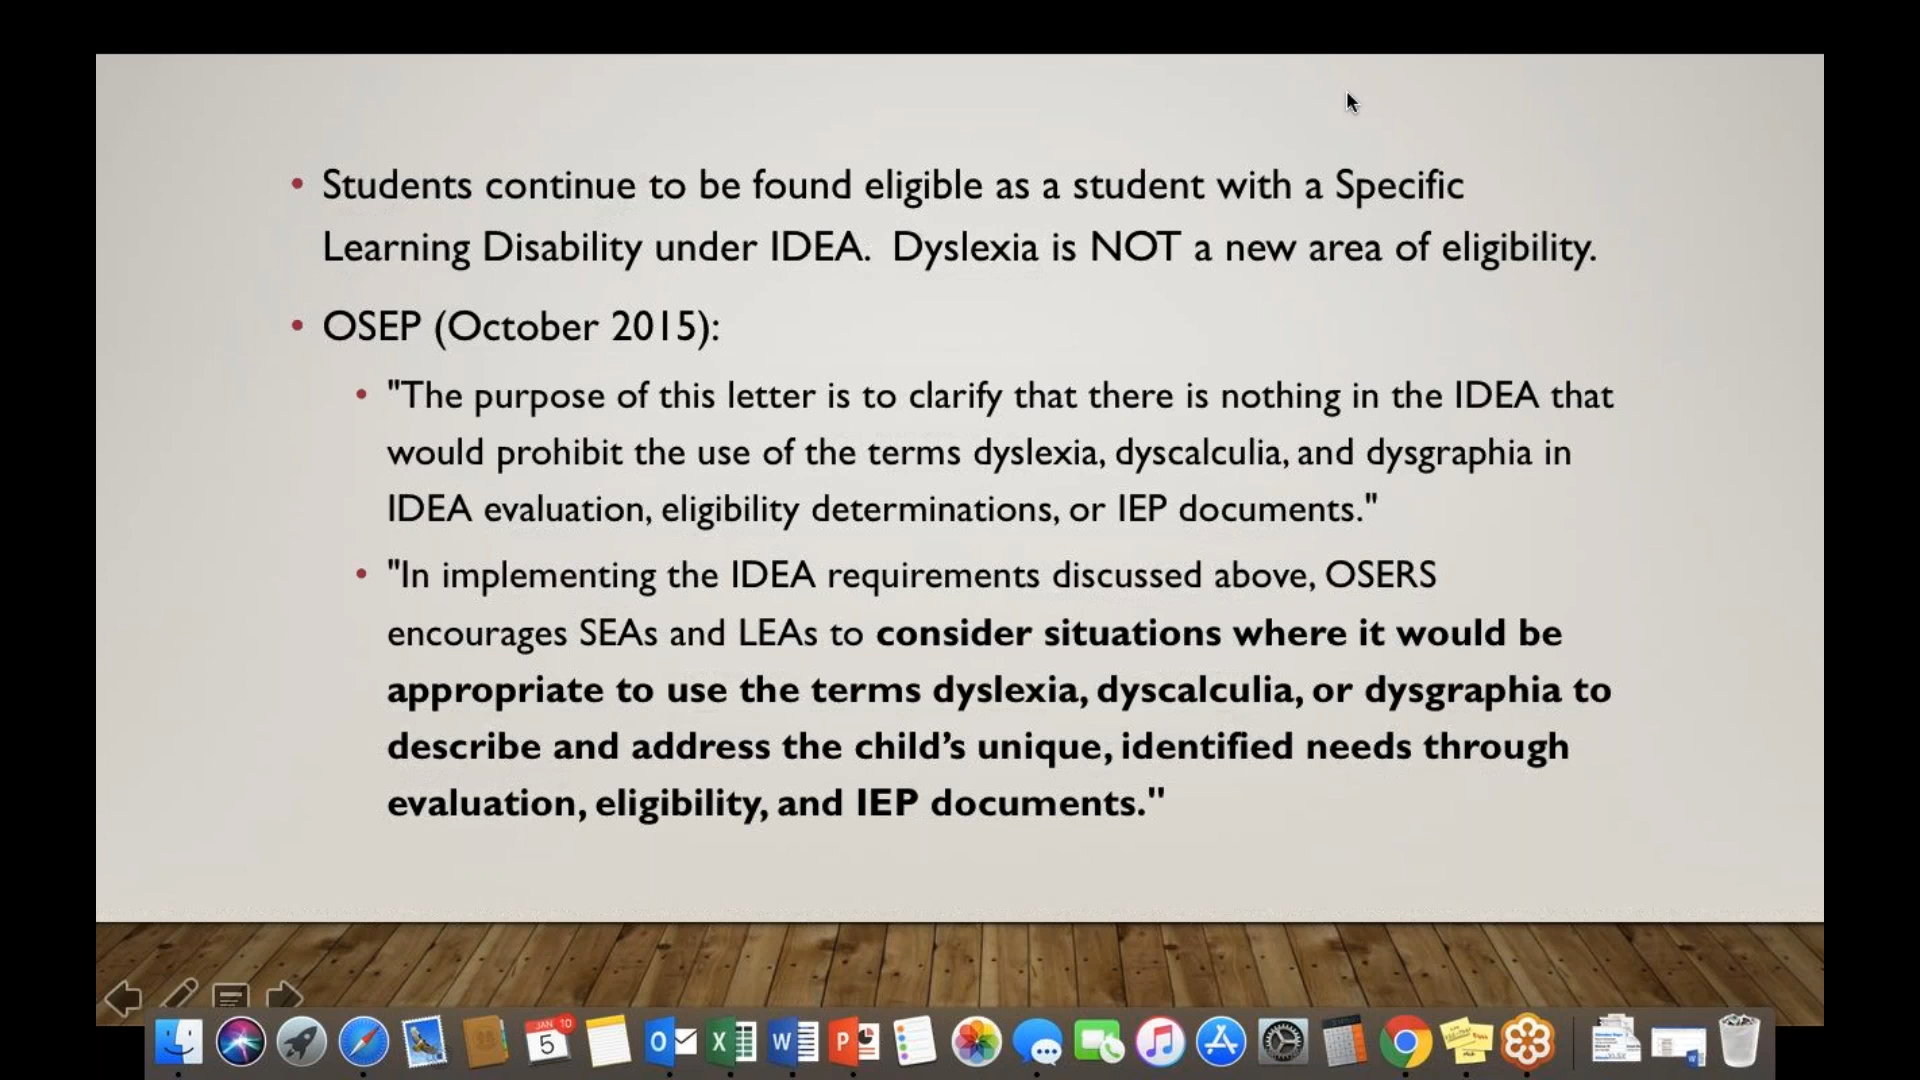 • Students continue to be found eligible as a student with a Specific
Learning Disability under IDEA.  Dyslexia is NOT a new area of eligibility.
• OSEP (October 2015):
• "The purpose of this letter is to clarify that there is nothing in the IDEA that
would prohibit the use of the terms dyslexia, dyscalculia, and dysgraphia in
IDEA evaluation, eligibility determinations, or IEP documents."
• "In implementing the IDEA requirements discussed above, OSERS
encourages SEAs and LEAs to consider situations where it would be
appropriate to use the terms dyslexia, dyscalculia, or dysgraphia to
describe and address the child’s unique, identified needs through
evaluation, eligibility, and IEP documents."
JAN 10
5